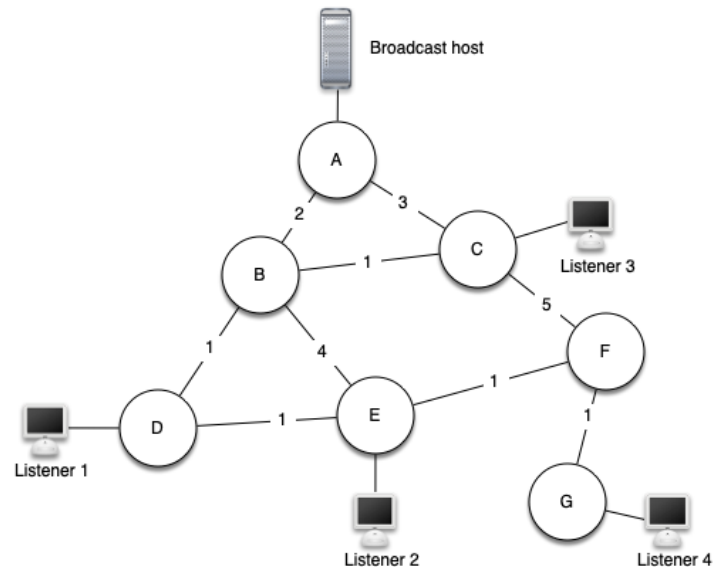 Broadcast host
A
2
3
B
1
C
Listener 3
5
1
4
F
1
D
1
E
1
Listener 1
G
Listener 2
Listener 4